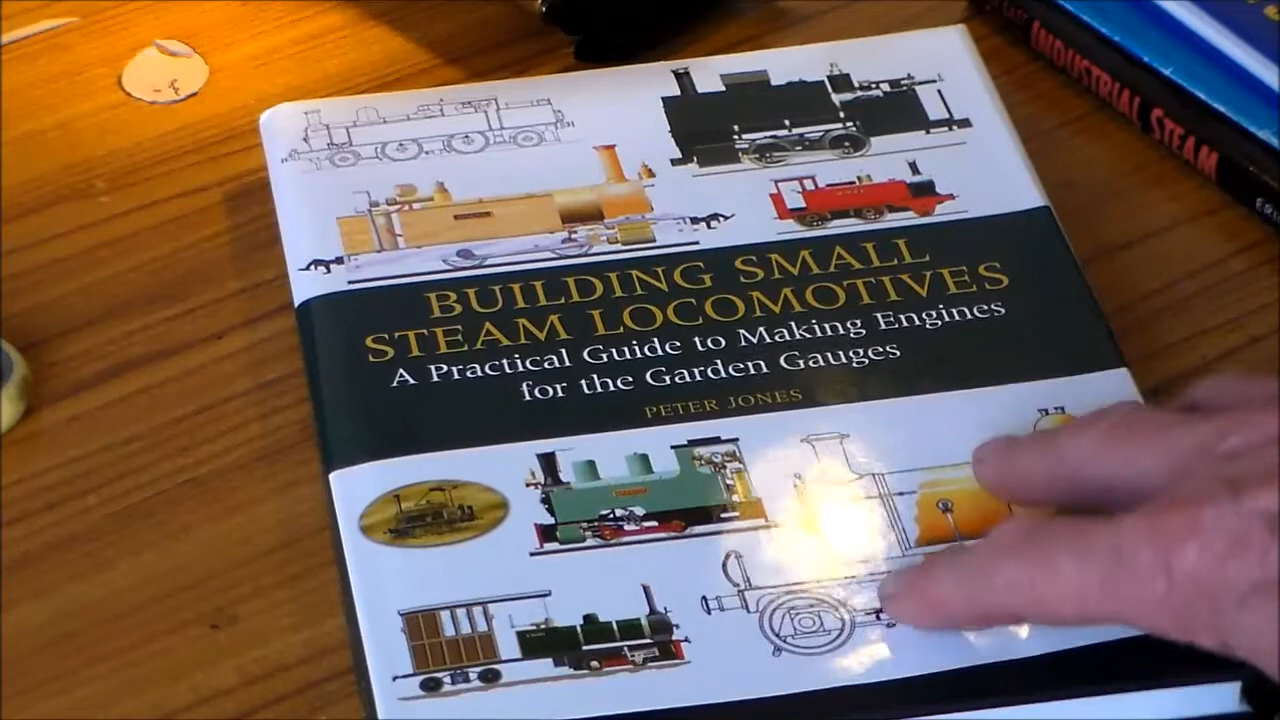 BUILDING SMALL
STEAM LOCOMOTIVES
A Practical Guide to Making Engines
for the Garden Gauges
PETER JONES
INDUSTRIAL STEAM